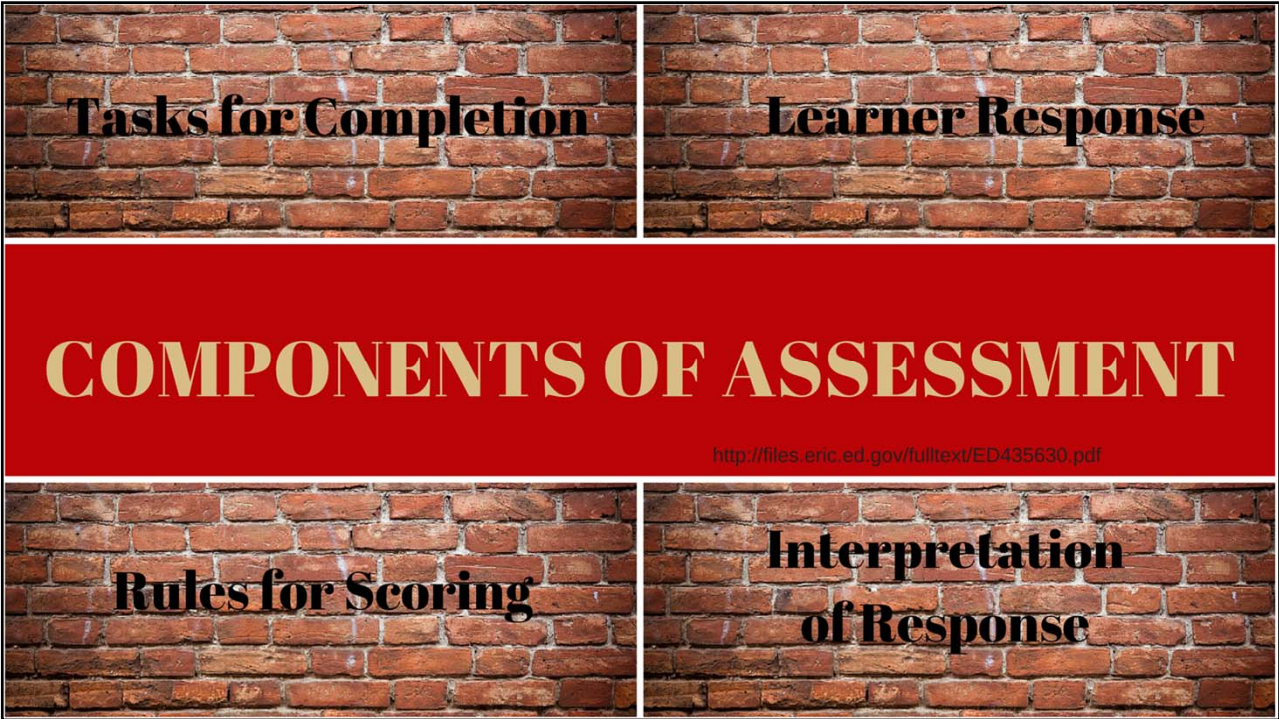 Tasks for Completion
Learner Response
COMPONENTS OF ASSESSMENT
http://files.eric.ed.gov/fulltext/ED435630.pdf
Rules for Scoring
Interpretation
of Response